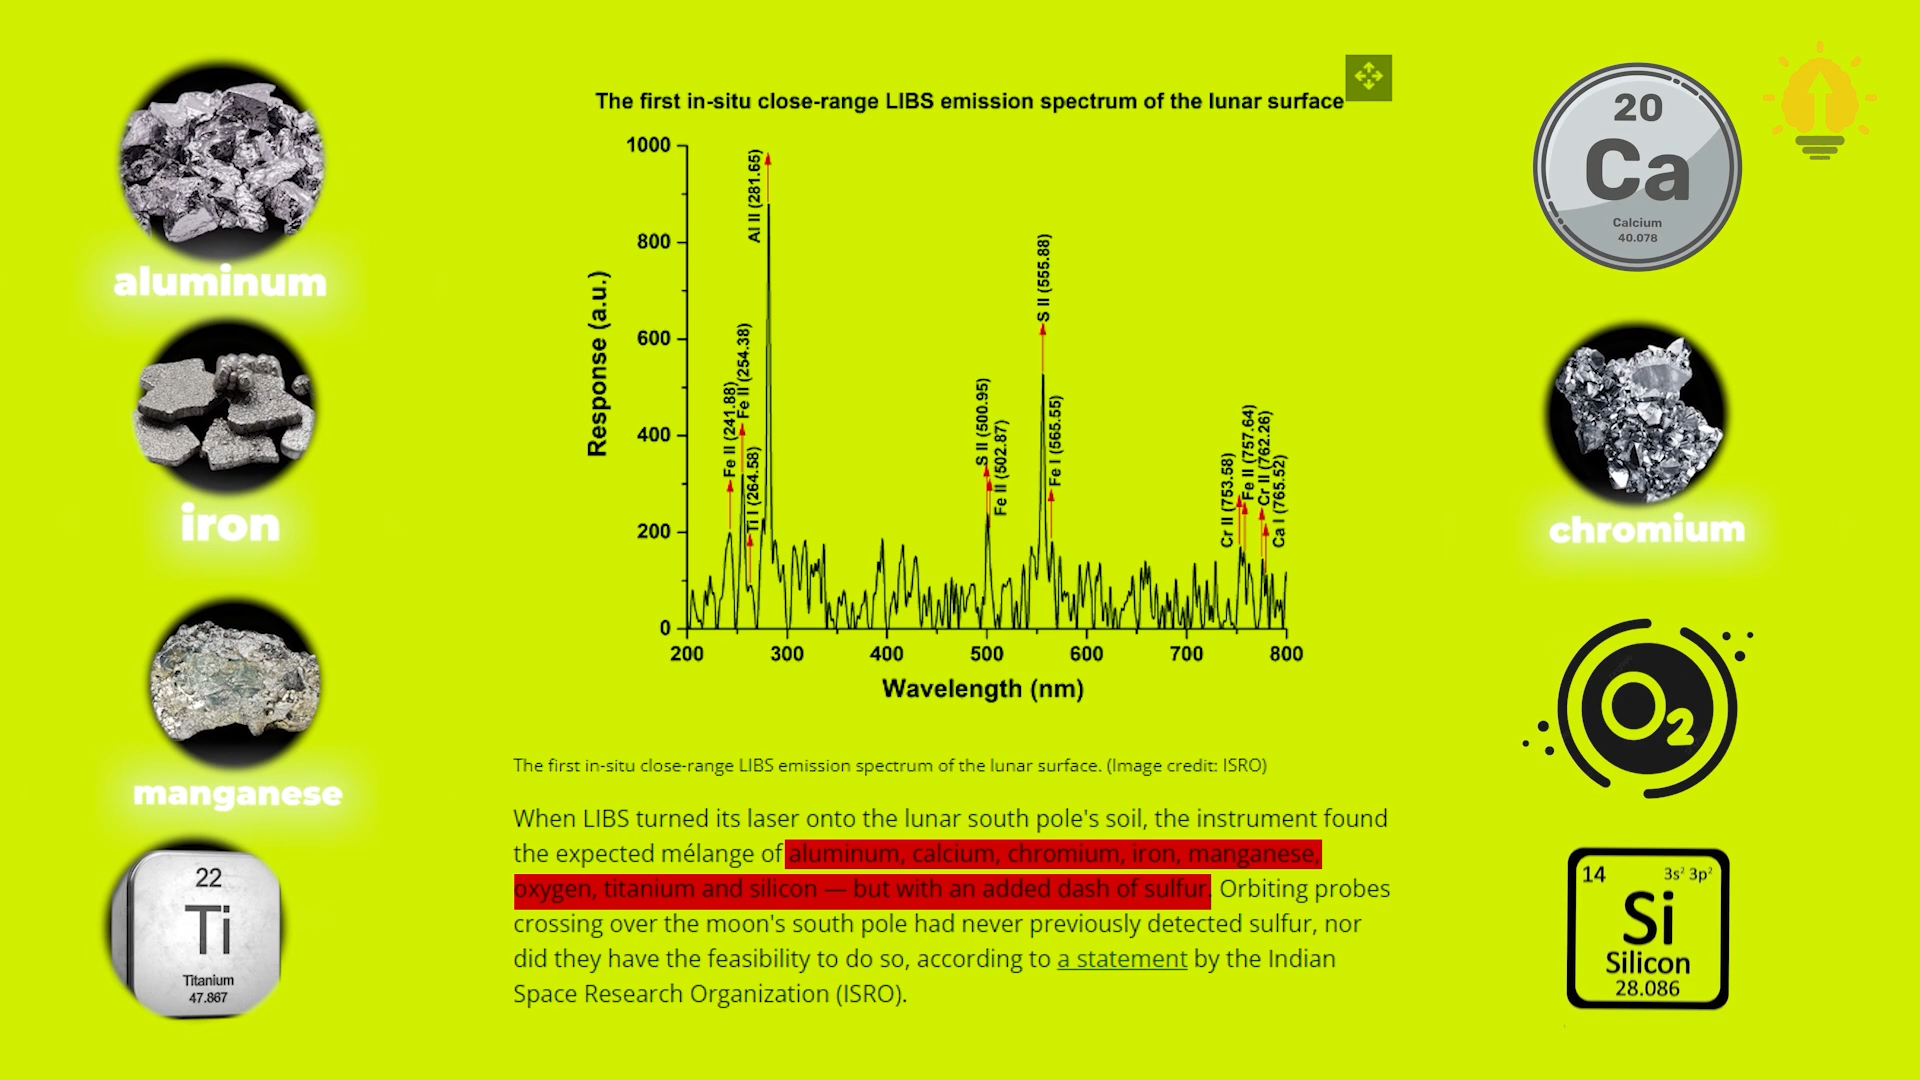 aluminum
iron
manganese
22
Ti
Titanium
47.867
The first in-situ close-range LIBS emission spectrum of the lunar surface
Response (a.u.)
1000
800
600
400
200
0
Fe II (241.88)
Fe II (254.38)
Ti I (264.58)
Al II (281.65)
S II (500.95)
Fe II (502.87)
S II (555.88)
Fe I (565.55)
Cr II (753.58)
Fe II (757.64)
Cr II (762.26)
Ca I (765.52)
200 300 400 500 600 700 800
Wavelength (nm)
The first in-situ close-range LIBS emission spectrum of the lunar surface. (Image credit: ISRO)
When LIBS turned its laser onto the lunar south pole's soil, the instrument found
the expected mélange of aluminum, calcium, chromium, iron, manganese,
oxygen, titanium and silicon — but with an added dash of sulfur. Orbiting probes
crossing over the moon's south pole had never previously detected sulfur, nor
did they have the feasibility to do so, according to a statement by the Indian
Space Research Organization (ISRO).
20
Ca
Calcium
40.078
chromium
O2
14 3s² 3p²
Si
Silicon
28.086